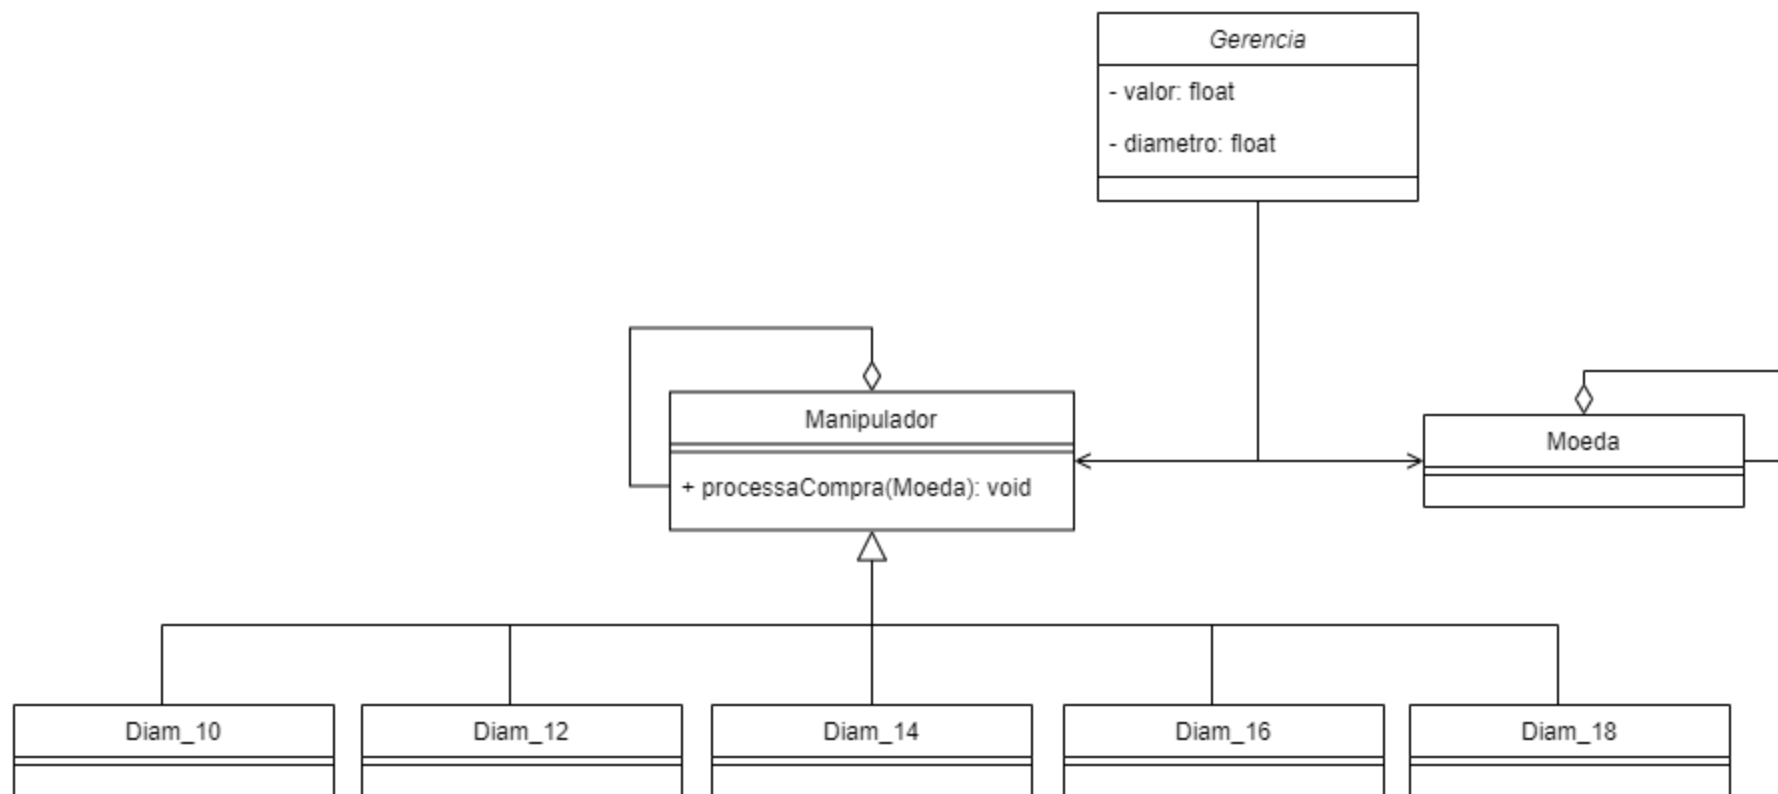 Gerencia
- valor: float
- diametro: float
Manipulador
+ processaCompra(Moeda): void
Moeda
Diam_10
Diam_12
Diam_14
Diam_16
Diam_18